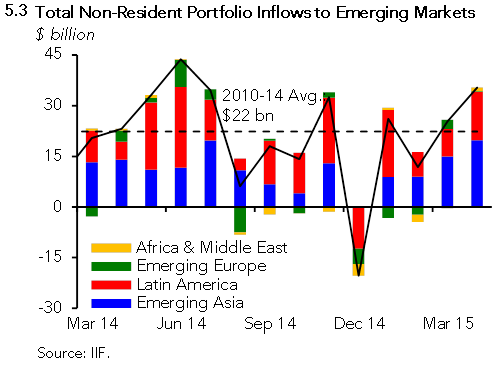 5.3 Total Non-Resident Portfolio Inflows to Emerging Markets
$ billion
45
30
15
0
-15
-30
2010-14 Avg.
$22 bn
Africa & Middle East
Emerging Europe
Latin America
Emerging Asia
Mar 14 Jun 14 Sep 14 Dec 14 Mar 15
Source: IIF.